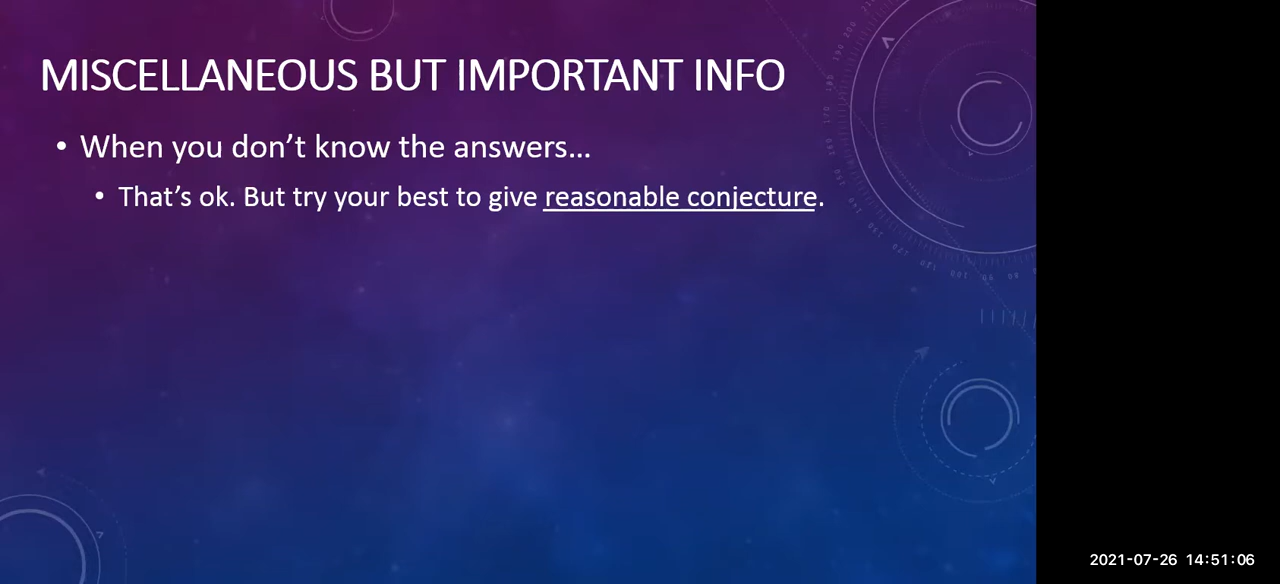 MISCELLANEOUS BUT IMPORTANT INFO
• When you don’t know the answers…
• That’s ok. But try your best to give reasonable conjecture.
2021-07-26 14:51:06